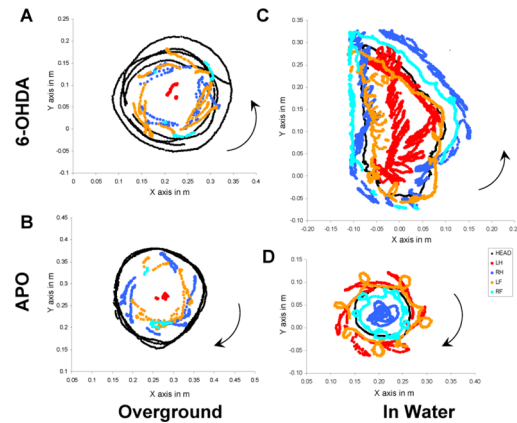 A
6-OHDA
Y axis in m
0.25
0.2
0.15
0.1
0.05
0
-0.05
-0.1
0 0.05 0.1 0.15 0.2 0.25 0.3 0.35 0.4
X axis in m
C
Y axis in m
0.35
0.30
0.25
0.20
0.15
0.10
0.05
0.00
-0.05
-0.10
-0.20 -0.15 -0.10 -0.05 0.00 0.05 0.10 0.15 0.20
X axis in m
B
APO
Y axis in m
0.45
0.4
0.35
0.3
0.25
0.2
0.15
0.1
0.05 0.1 0.15 0.2 0.25 0.3 0.35 0.4 0.45 0.5
X axis in m
Overground
D
Y axis in m
0.15
0.10
0.05
0.00
-0.05
-0.10
0.05 0.10 0.15 0.20 0.25 0.30 0.35 0.40
X axis in m
In Water
HEAD
LH
RH
LF
RF